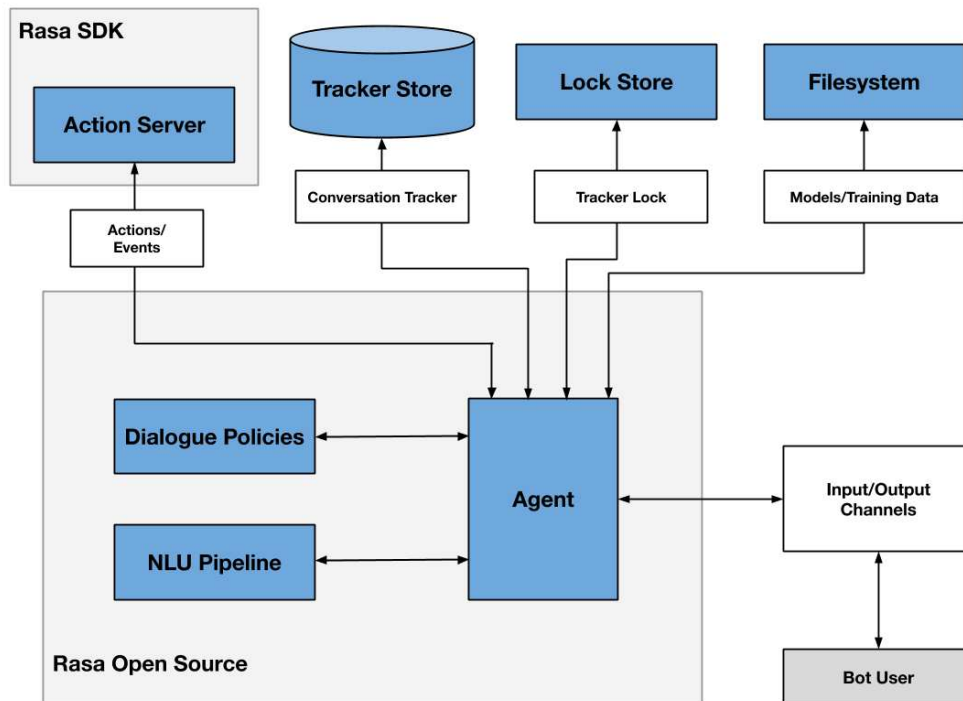 Rasa SDK
Action Server
Tracker Store
Lock Store
Filesystem
Conversation Tracker
Tracker Lock
Models/Training Data
Actions/
Events
Dialogue Policies
Agent
Input/Output
Channels
NLU Pipeline
Rasa Open Source
Bot User